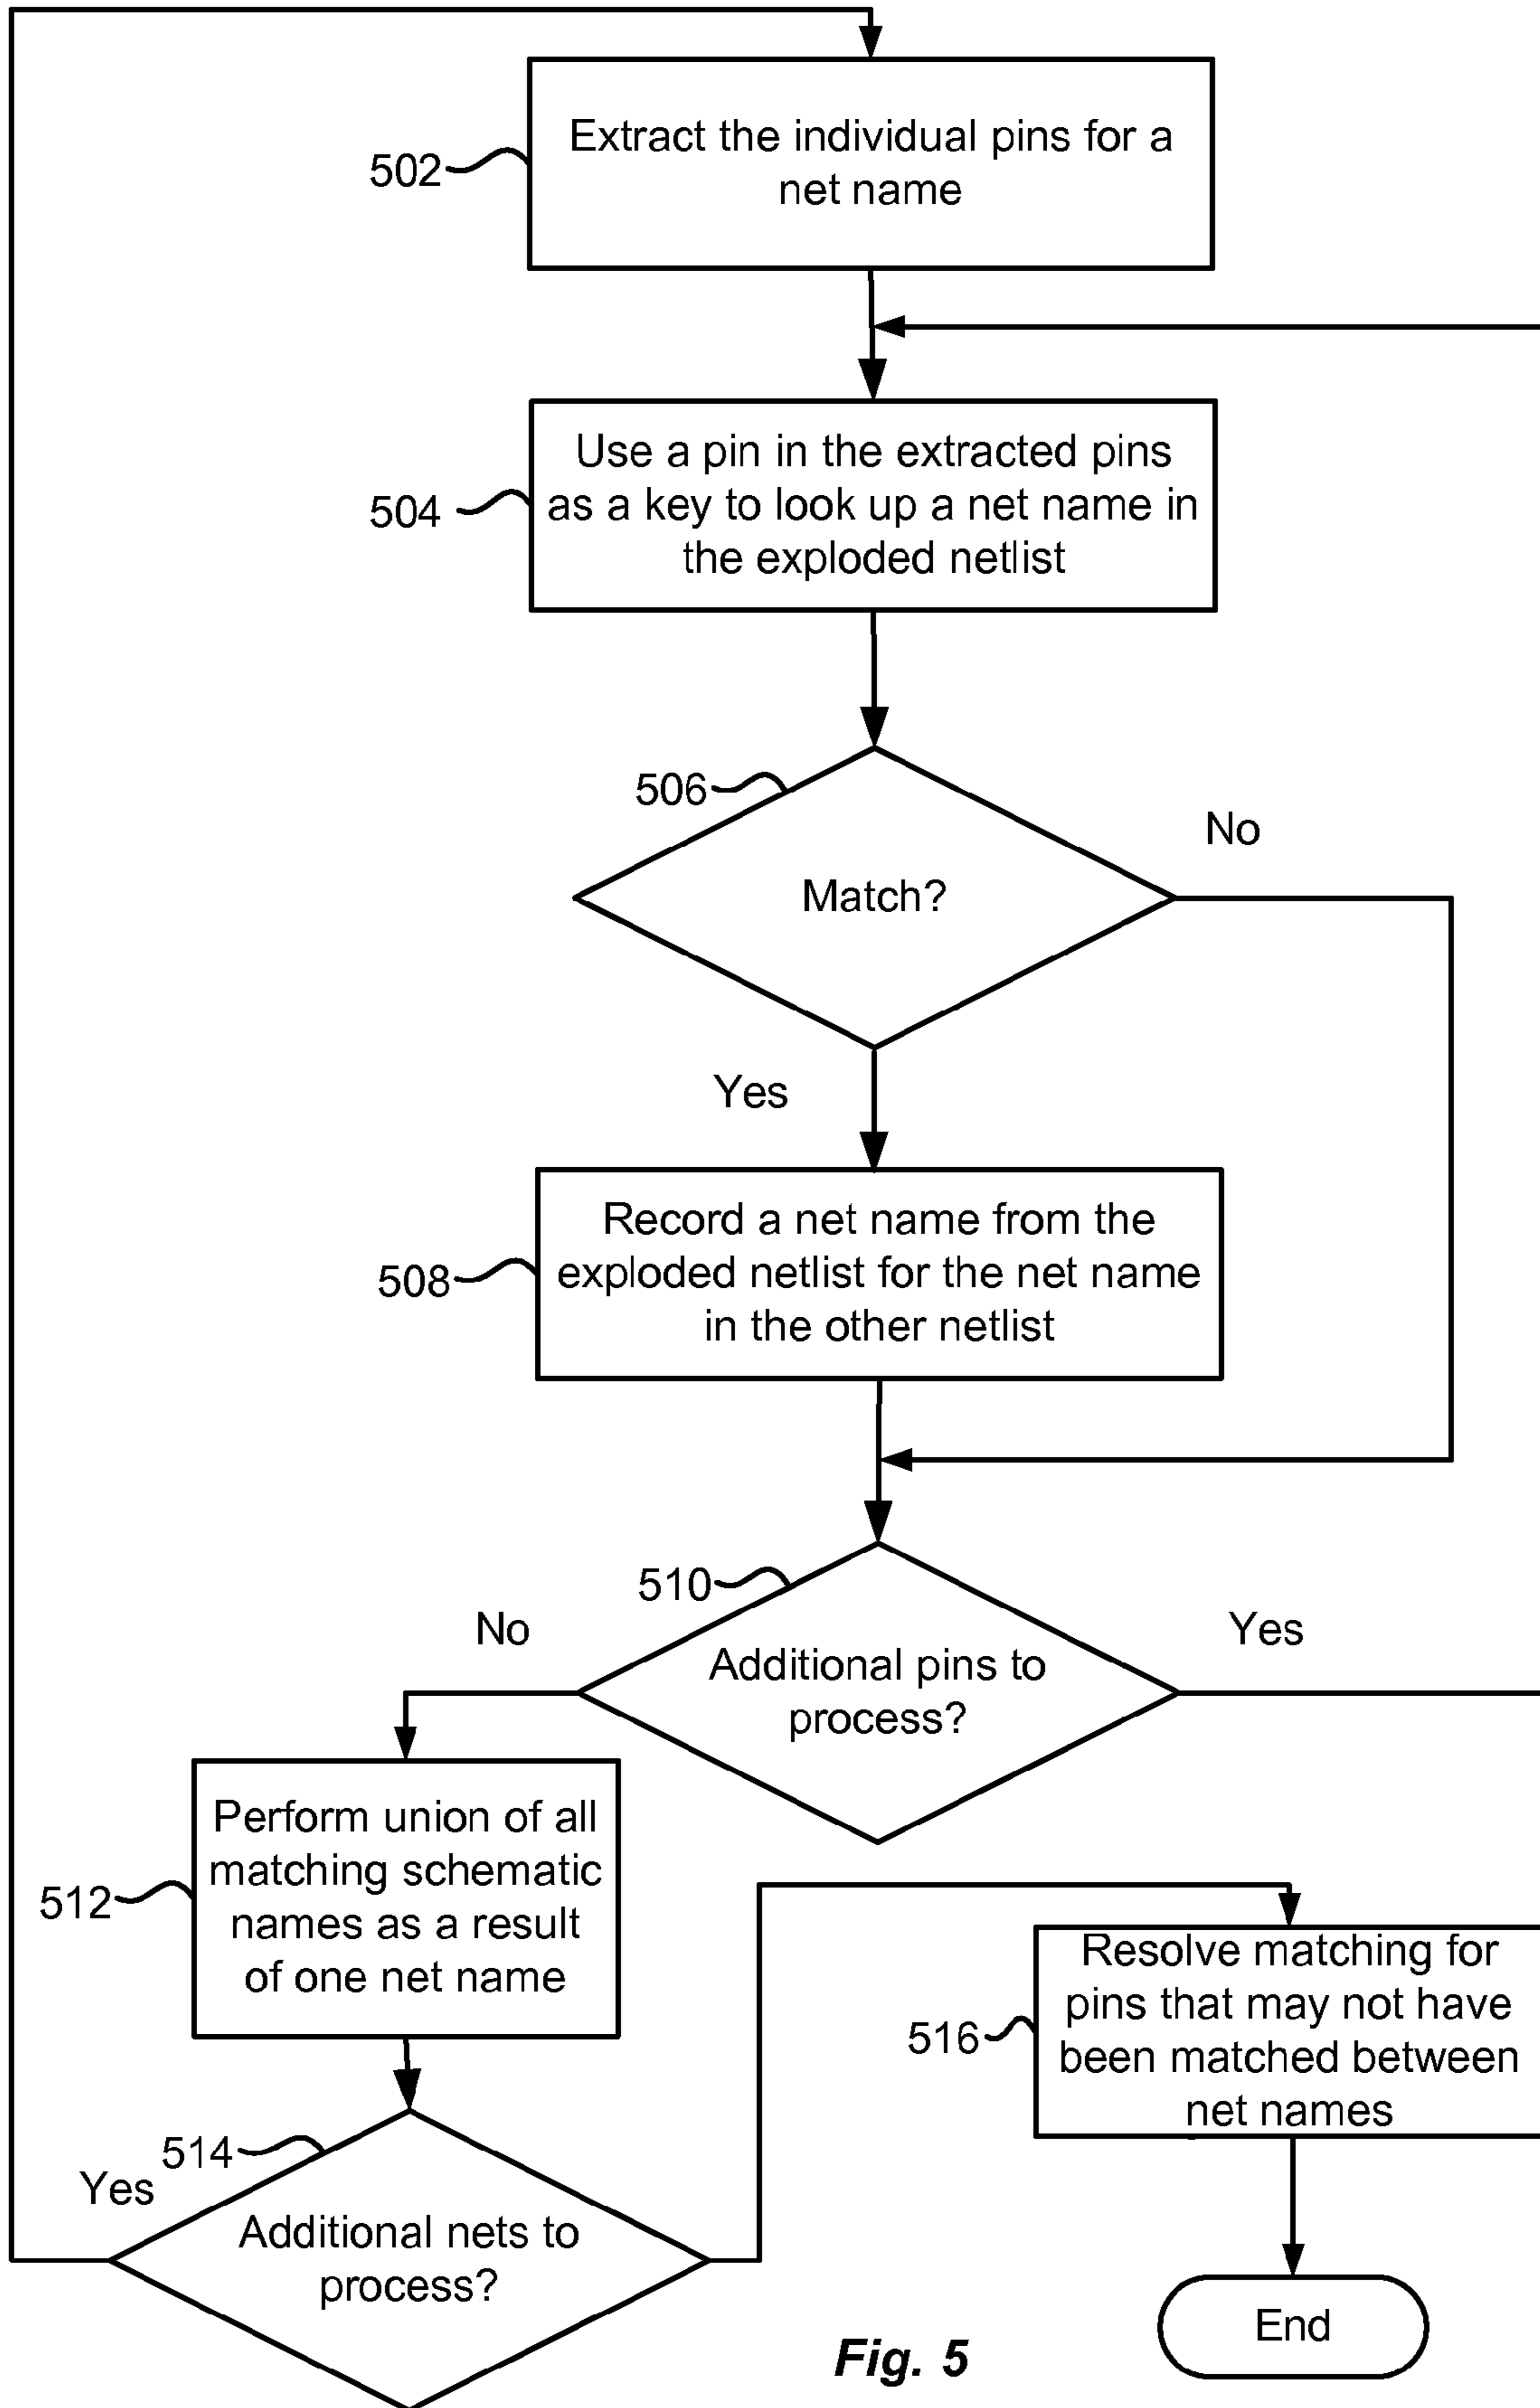 Extract the individual pins for a
net name
502
Use a pin in the extracted pins
as a key to look up a net name in
the exploded netlist
504
506
No
Match?
Yes
Record a net name from the
exploded netlist for the net name
in the other netlist
508
510
No
Yes
Additional pins to
process?
Perform union of all
matching schematic
names as a result
of one net name
512
Resolve matching for
pins that may not have
been matched between
net names
516
514
Yes
Additional nets to
process?
End
Fig. 5